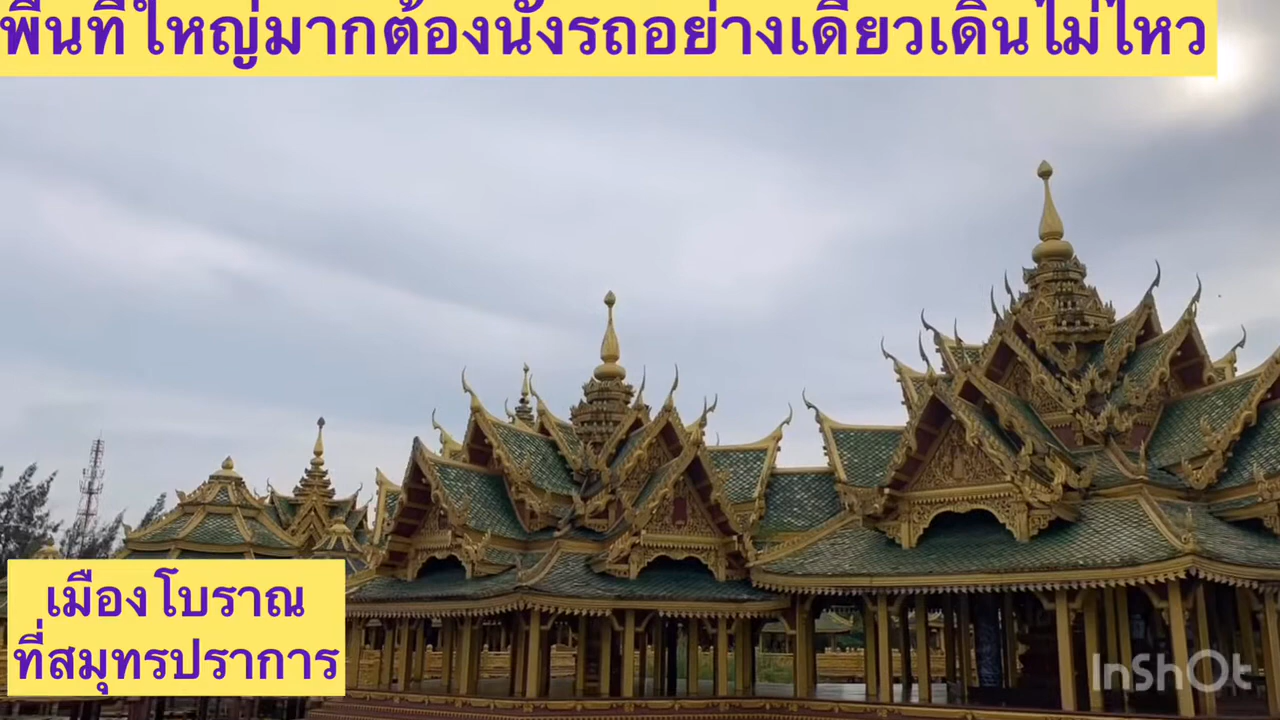 พื้นที่ใหญ่มากต้องนั่งรถอย่างเดียวเดินไม่ไหว
เมืองโบราณ
ที่สมุทรปราการ
InShOt